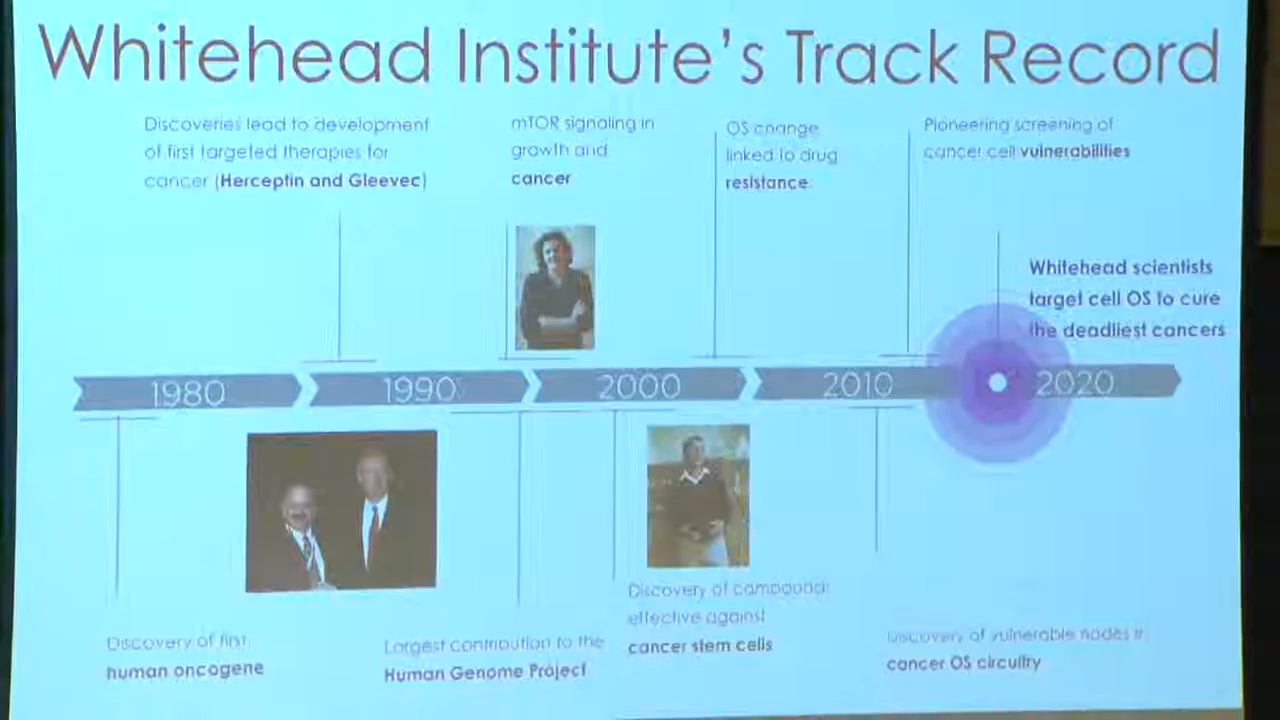 Whitehead Institute's Track Record
Discoveries lead to development
of first targeted therapies for
cancer (Herceptin and Gleevec)
mTOR signaling in
growth and
cancer
OS change
linked to drug
resistance
Pioneering screening of
cancer cell vulnerabilities
Whitehead scientists
target cell OS to cure
the deadliest cancers
1980
1990
2000
2010
2020
Discovery of first
human oncogene
Largest contribution to the
Human Genome Project
Discovery of compounds
effective against
cancer stem cells
Discovery of vulnerable nodes in
cancer OS circuitry